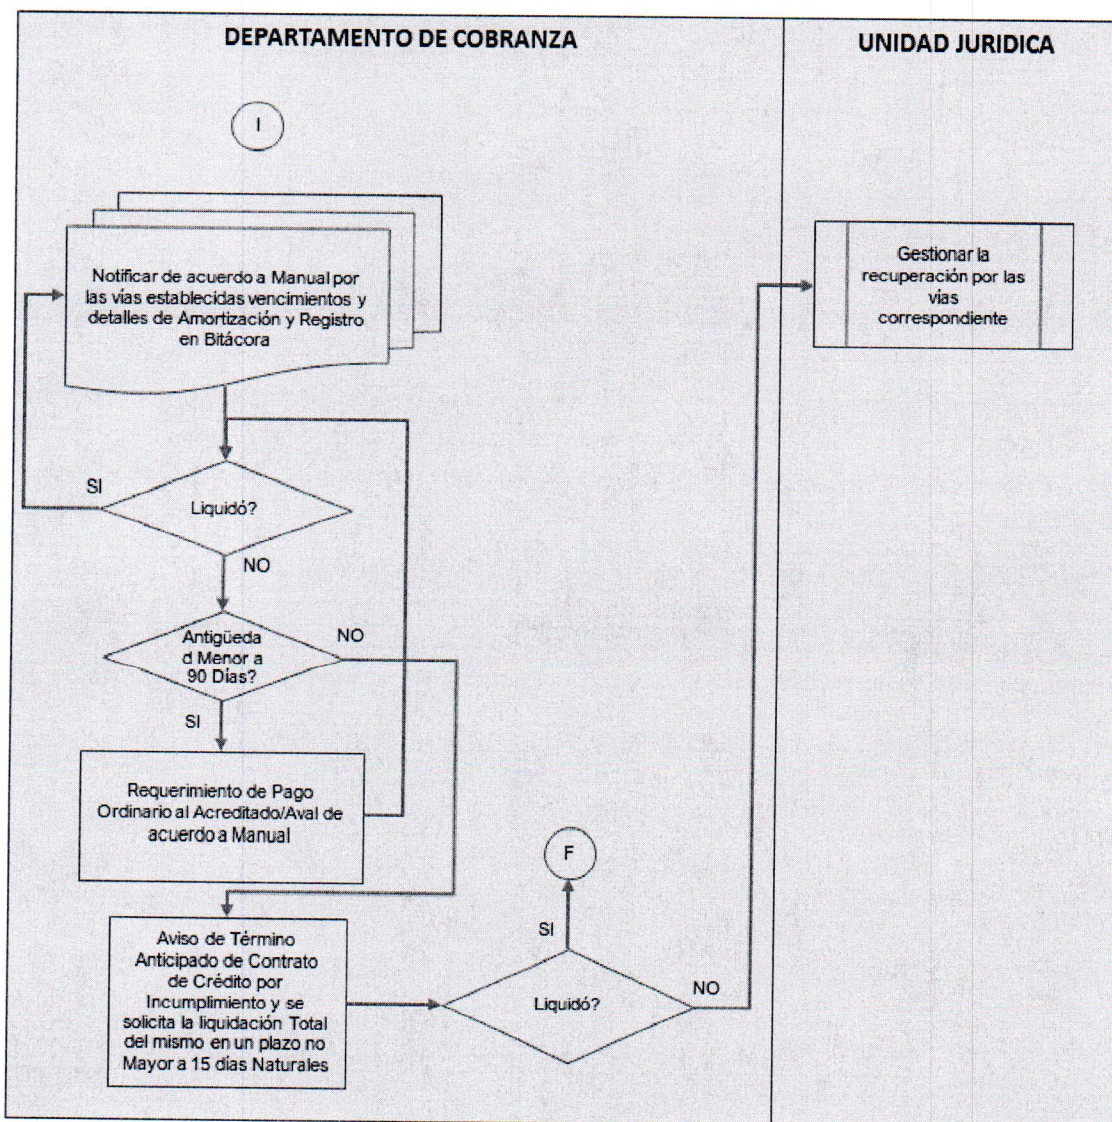 DEPARTAMENTO DE COBRANZA
UNIDAD JURIDICA
I
Notificar de acuerdo a Manual por
las vías establecidas vencimientos y
detalles de Amortización y Registro
en Bitácora
Gestionar la
recuperación por las
vías
correspondiente
SI
Liquidó?
NO
Antigüeda
d Menor a
90 Días?
NO
SI
Requerimiento de Pago
Ordinario al Acreditado/Aval de
acuerdo a Manual
F
SI
Aviso de Término
Anticipado de Contrato
de Crédito por
Incumplimiento y se
solicita la liquidación Total
del mismo en un plazo no
Mayor a 15 días Naturales
Liquidó?
NO